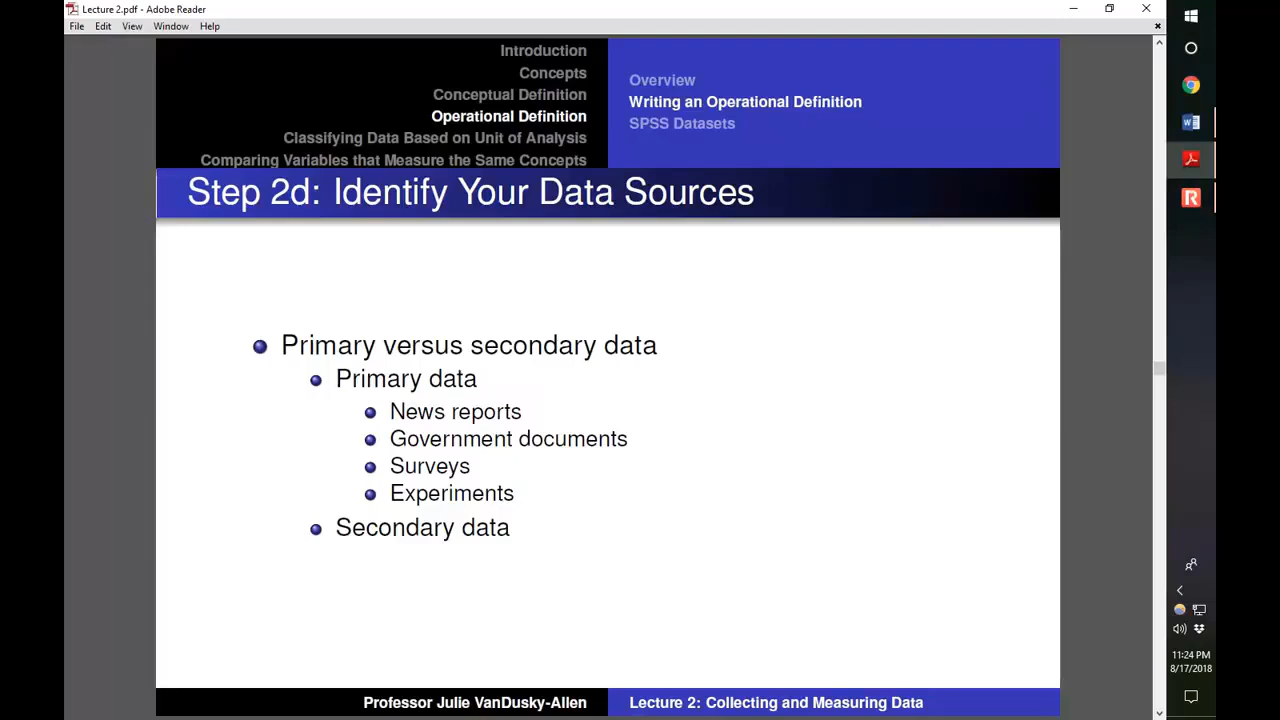 Lecture 2.pdf - Adobe Reader
File Edit View Window Help
Introduction
Concepts
Conceptual Definition
Operational Definition
Classifying Data Based on Unit of Analysis
Comparing Variables that Measure the Same Concepts
Overview
Writing an Operational Definition
SPSS Datasets
Step 2d: Identify Your Data Sources
Primary versus secondary data
Primary data
News reports
Government documents
Surveys
Experiments
Secondary data
Professor Julie VanDusky-Allen
Lecture 2: Collecting and Measuring Data
11:24 PM
8/17/2018